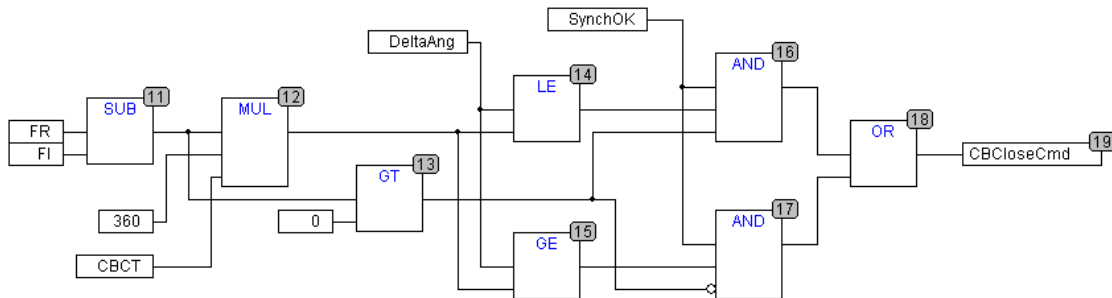 SynchOK
DeltaAng
16
AND
14
LE
11
SUB
12
MUL
18
OR
FR
FI
19
CBCloseCmd
13
GT
17
AND
360
0
15
GE
CBCT